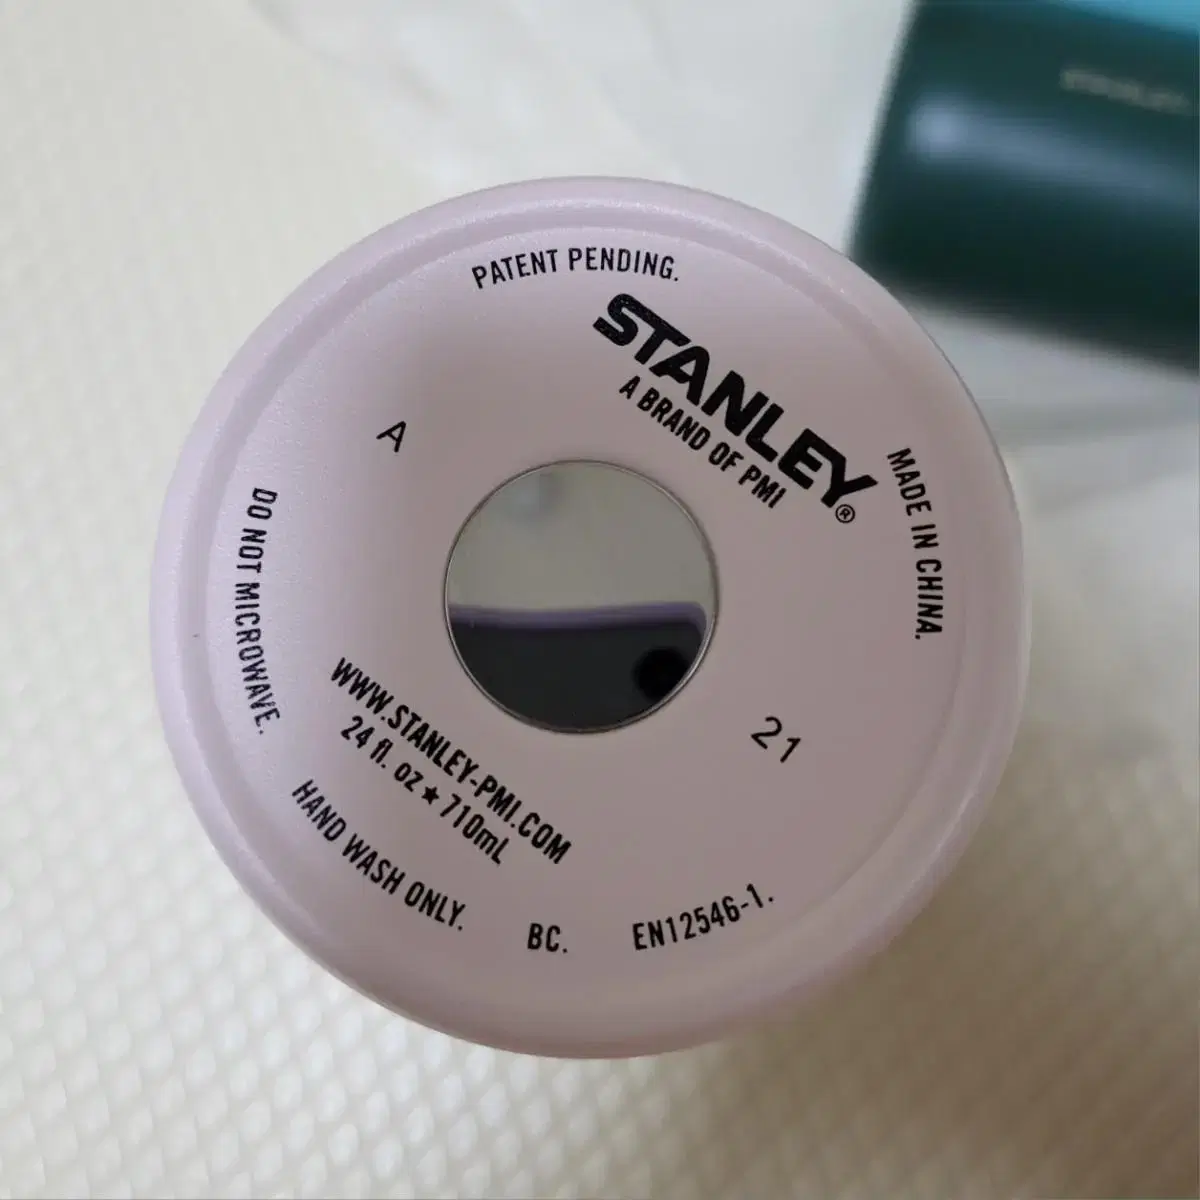 PATENT PENDING.
STANLEY®
A BRAND OF PMI
MADE IN CHINA.
A
21
DO NOT MICROWAVE.
WWW.STANLEY-PMI.COM
24 fl. oz ★ 710mL
HAND WASH ONLY.
BC.
EN12546-1.
STANLEY